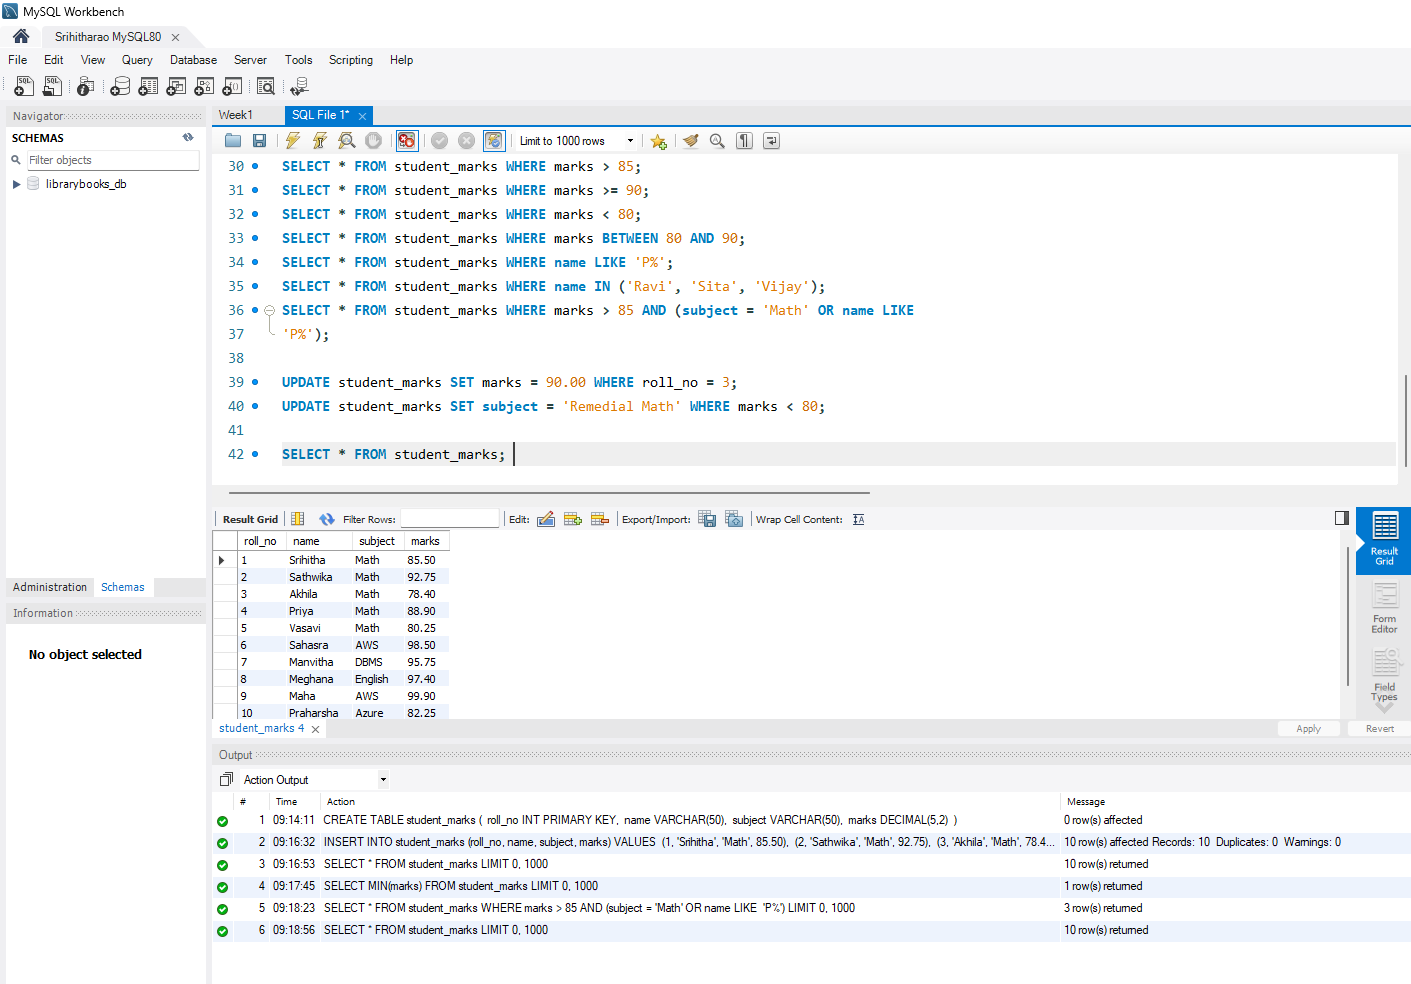 MySQL Workbench
Srihitharao MySQL80
File Edit View Query Database Server Tools Scripting Help
Navigator
SCHEMAS
Filter objects
librarybooks_db
Administration Schemas
Information
No object selected
Week1 SQL File 1*
Limit to 1000 rows
30 SELECT * FROM student_marks WHERE marks > 85;
31 SELECT * FROM student_marks WHERE marks >= 90;
32 SELECT * FROM student_marks WHERE marks < 80;
33 SELECT * FROM student_marks WHERE marks BETWEEN 80 AND 90;
34 SELECT * FROM student_marks WHERE name LIKE 'P%';
35 SELECT * FROM student_marks WHERE name IN ('Ravi', 'Sita', 'Vijay');
36 SELECT * FROM student_marks WHERE marks > 85 AND (subject = 'Math' OR name LIKE
37 'P%');
38
39 UPDATE student_marks SET marks = 90.00 WHERE roll_no = 3;
40 UPDATE student_marks SET subject = 'Remedial Math' WHERE marks < 80;
41
42 SELECT * FROM student_marks;
Result Grid Filter Rows: Edit: Export/Import: Wrap Cell Content:
roll_no name subject marks
1 Srihitha Math 85.50
2 Sathwika Math 92.75
3 Akhila Math 78.40
4 Priya Math 88.90
5 Vasavi Math 80.25
6 Sahasra AWS 98.50
7 Manvitha DBMS 95.75
8 Meghana English 97.40
9 Maha AWS 99.90
10 Praharsha Azure 82.25
Result
Grid
Form
Editor
Field
Types
student_marks 4 Apply Revert
Output
Action Output
# Time Action Message
1 09:14:11 CREATE TABLE student_marks ( roll_no INT PRIMARY KEY, name VARCHAR(50), subject VARCHAR(50), marks DECIMAL(5,2) ) 0 row(s) affected
2 09:16:32 INSERT INTO student_marks (roll_no, name, subject, marks) VALUES (1, 'Srihitha', 'Math', 85.50), (2, 'Sathwika', 'Math', 92.75), (3, 'Akhila', 'Math', 78.4... 10 row(s) affected Records: 10 Duplicates: 0 Warnings: 0
3 09:16:53 SELECT * FROM student_marks LIMIT 0, 1000 10 row(s) returned
4 09:17:45 SELECT MIN(marks) FROM student_marks LIMIT 0, 1000 1 row(s) returned
5 09:18:23 SELECT * FROM student_marks WHERE marks > 85 AND (subject = 'Math' OR name LIKE 'P%') LIMIT 0, 1000 3 row(s) returned
6 09:18:56 SELECT * FROM student_marks LIMIT 0, 1000 10 row(s) returned